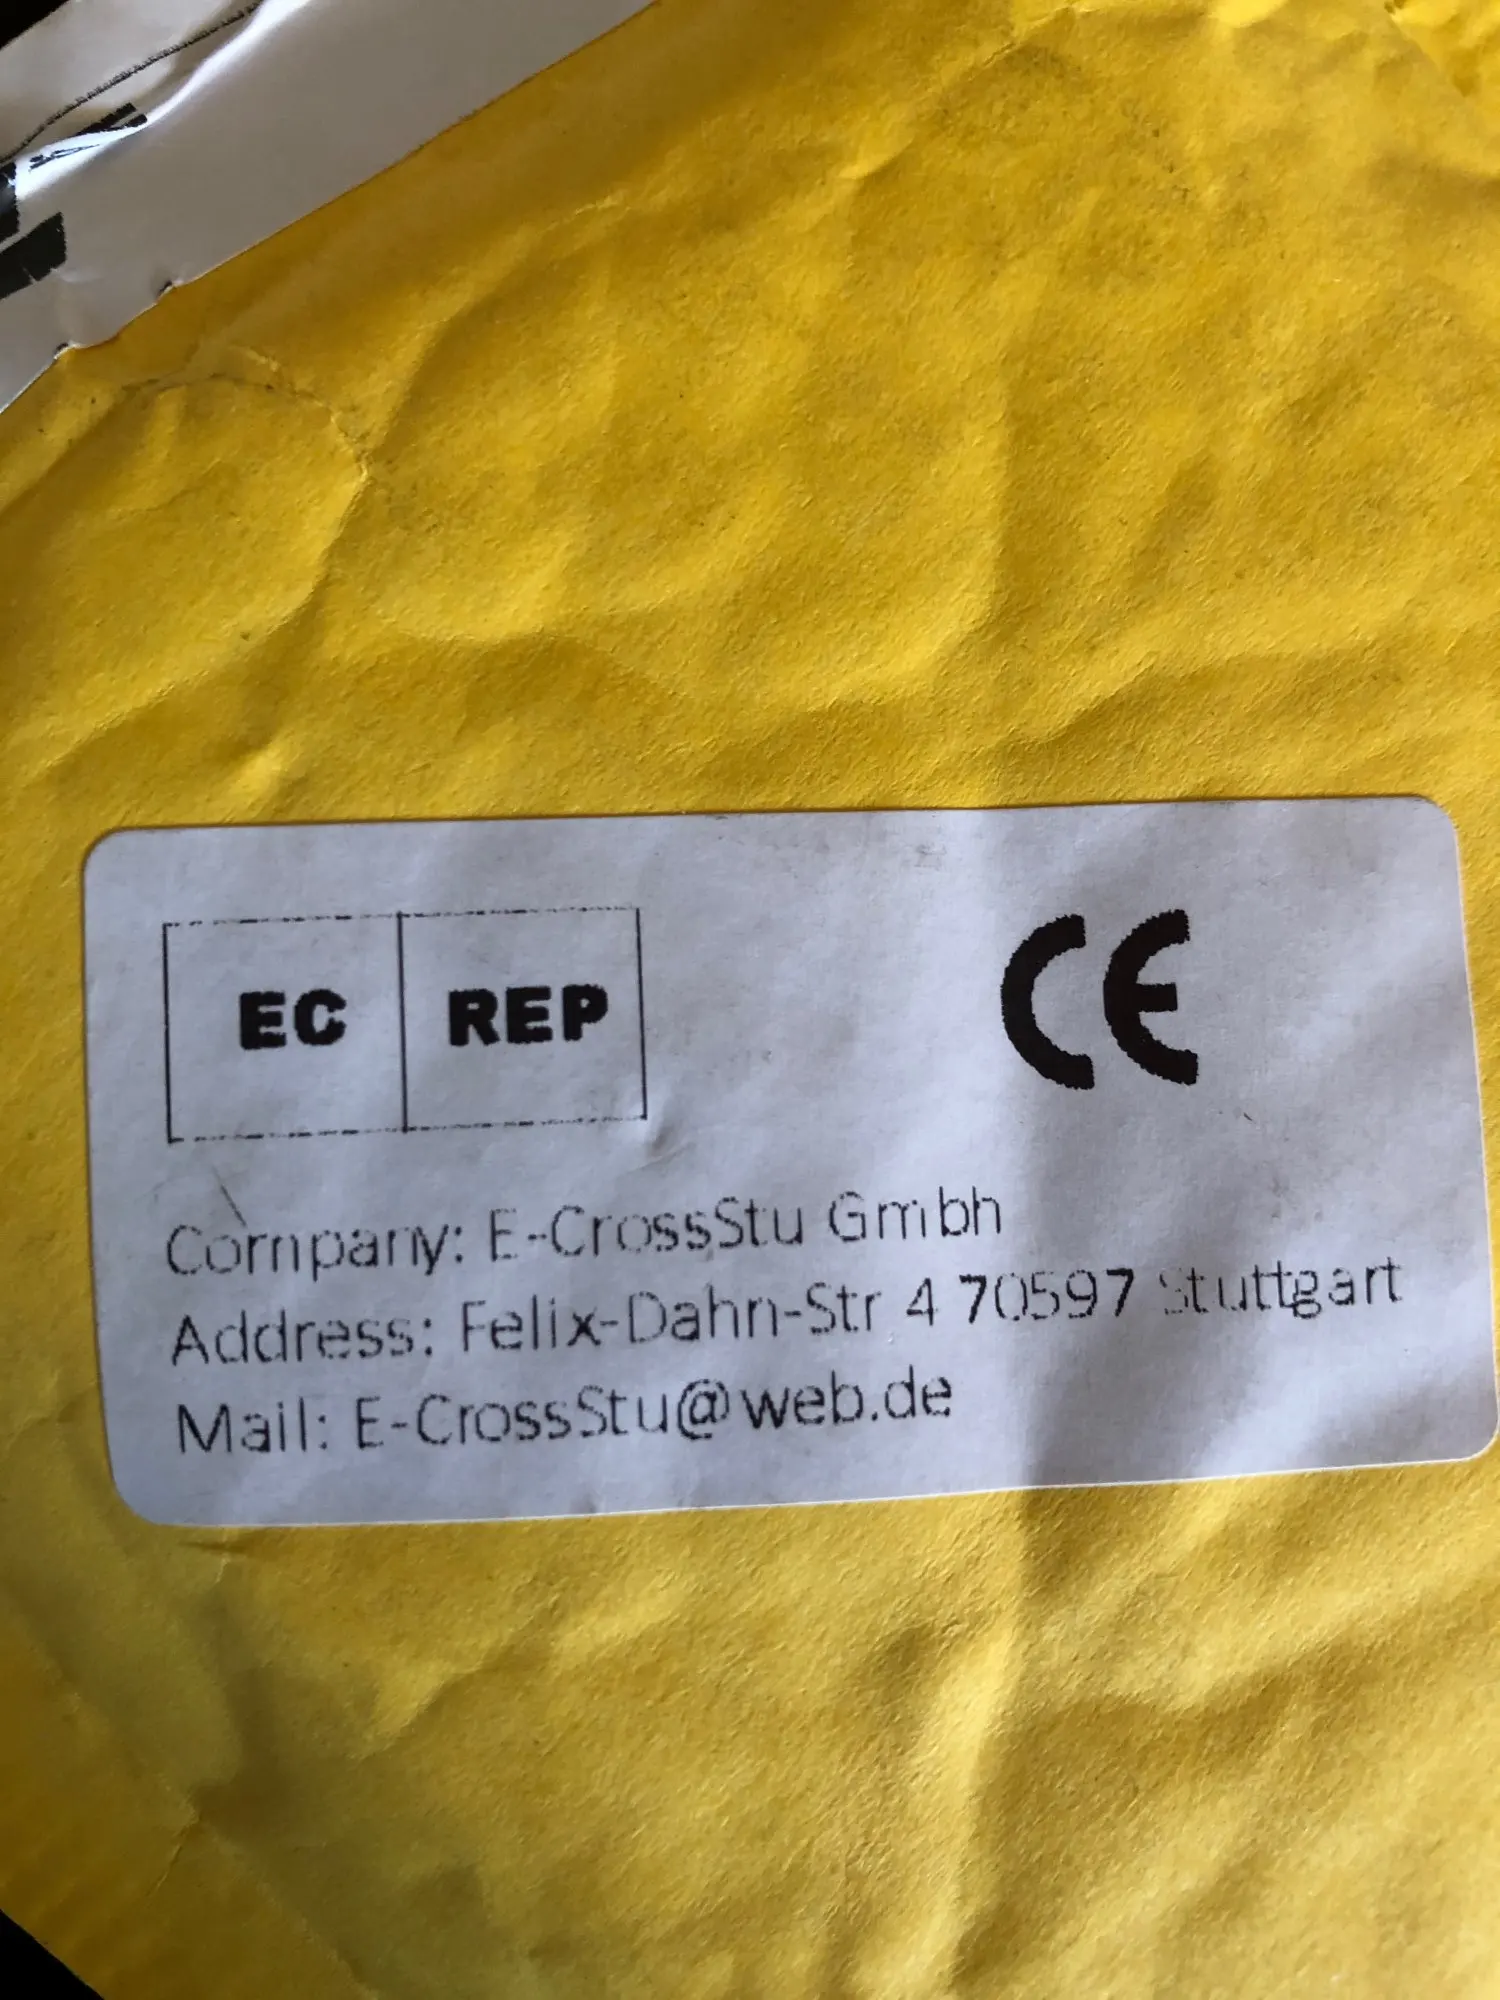 EC REP CE
Company: E-CrossStu Gmbh
Address: Felix-Dahn-Str 4 70597 Stuttgart
Mail: E-CrossStu@web.de